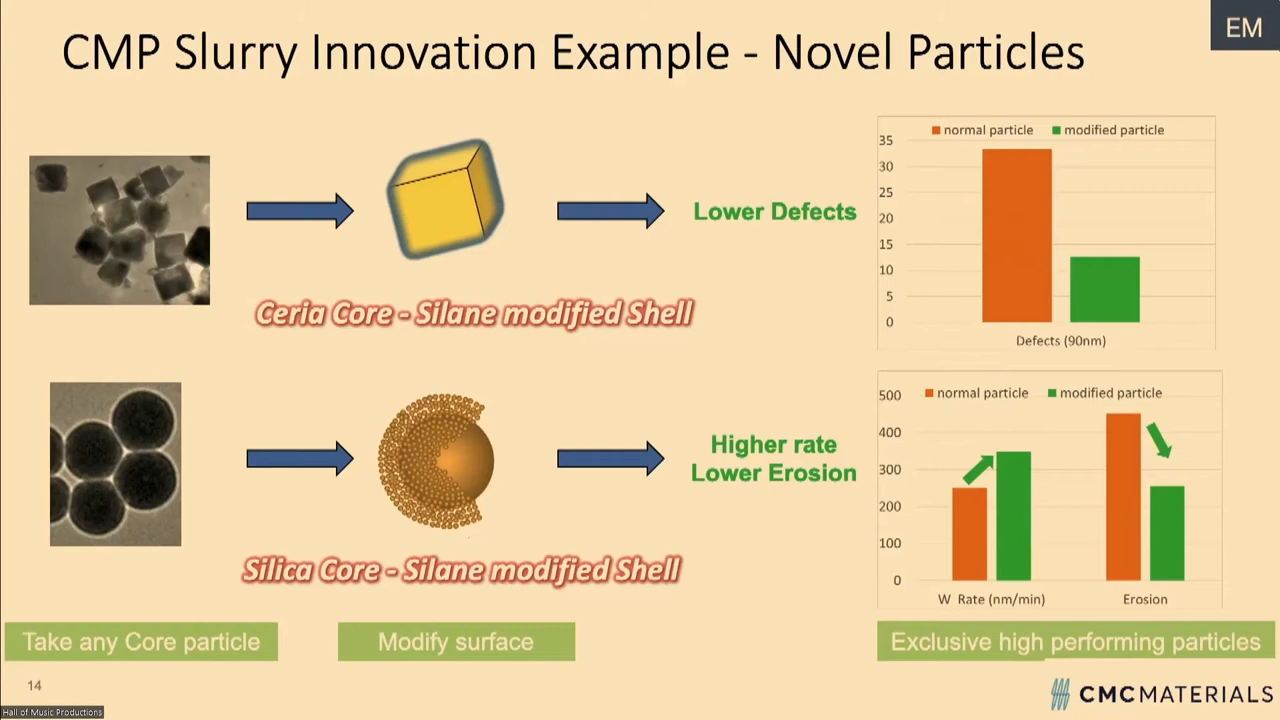 CMP Slurry Innovation Example - Novel Particles
EM
Lower Defects
Ceria Core - Silane modified Shell
normal particle
modified particle
35
30
25
20
15
10
5
0
Defects (90nm)
Higher rate
Lower Erosion
Silica Core - Silane modified Shell
normal particle
modified particle
500
400
300
200
100
0
W Rate (nm/min)
Erosion
Take any Core particle
Modify surface
Exclusive high performing particles
14
CMCMATERIALS
Hall of Music Productions